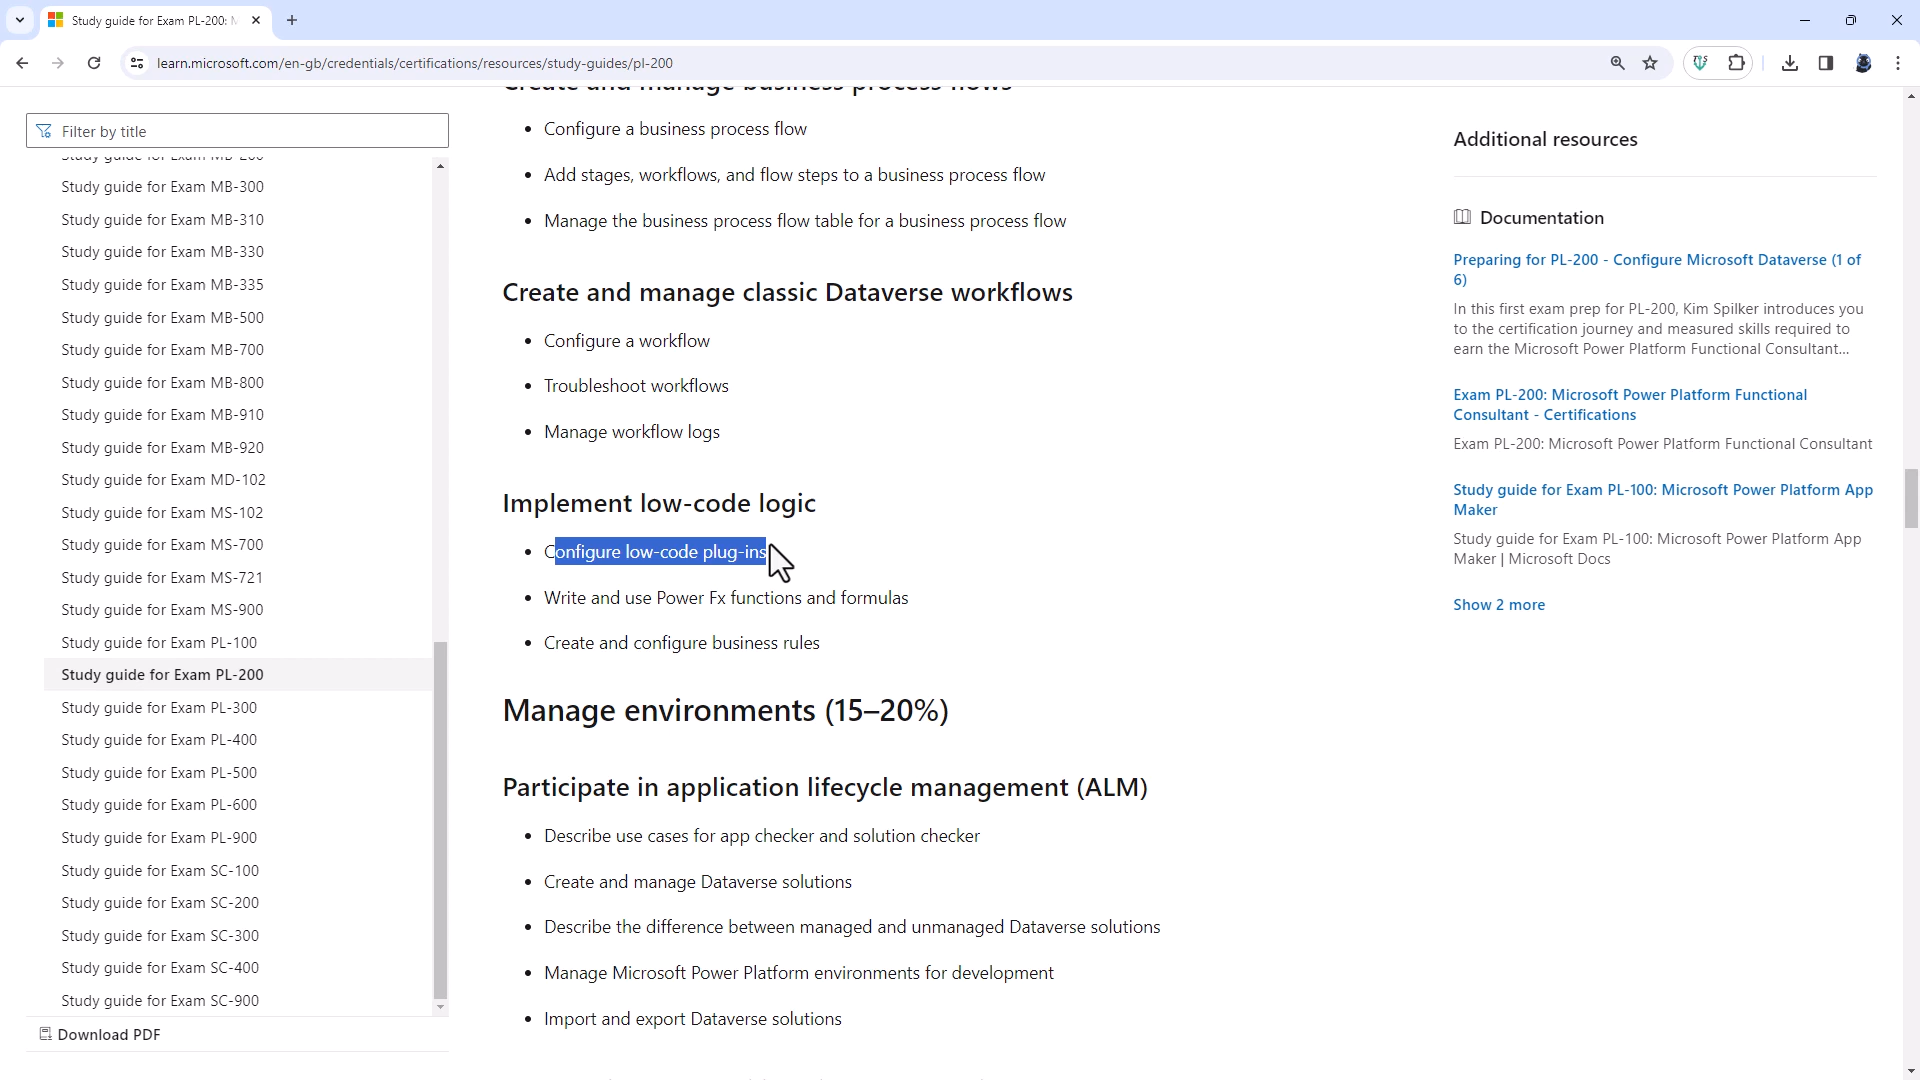 Study guide for Exam PL-200: M
learn.microsoft.com/en-gb/credentials/certifications/resources/study-guides/pl-200
Filter by title
Study guide for Exam MB-260
Study guide for Exam MB-300
Study guide for Exam MB-310
Study guide for Exam MB-330
Study guide for Exam MB-335
Study guide for Exam MB-500
Study guide for Exam MB-700
Study guide for Exam MB-800
Study guide for Exam MB-910
Study guide for Exam MB-920
Study guide for Exam MD-102
Study guide for Exam MS-102
Study guide for Exam MS-700
Study guide for Exam MS-721
Study guide for Exam MS-900
Study guide for Exam PL-100
Study guide for Exam PL-200
Study guide for Exam PL-300
Study guide for Exam PL-400
Study guide for Exam PL-500
Study guide for Exam PL-600
Study guide for Exam PL-900
Study guide for Exam SC-100
Study guide for Exam SC-200
Study guide for Exam SC-300
Study guide for Exam SC-400
Study guide for Exam SC-900
Download PDF
Create and manage business process flows
Configure a business process flow
Add stages, workflows, and flow steps to a business process flow
Manage the business process flow table for a business process flow
Create and manage classic Dataverse workflows
Configure a workflow
Troubleshoot workflows
Manage workflow logs
Implement low-code logic
Configure low-code plug-ins
Write and use Power Fx functions and formulas
Create and configure business rules
Manage environments (15–20%)
Participate in application lifecycle management (ALM)
Describe use cases for app checker and solution checker
Create and manage Dataverse solutions
Describe the difference between managed and unmanaged Dataverse solutions
Manage Microsoft Power Platform environments for development
Import and export Dataverse solutions
Additional resources
Documentation
Preparing for PL-200 - Configure Microsoft Dataverse (1 of
6)
In this first exam prep for PL-200, Kim Spilker introduces you
to the certification journey and measured skills required to
earn the Microsoft Power Platform Functional Consultant...
Exam PL-200: Microsoft Power Platform Functional
Consultant - Certifications
Exam PL-200: Microsoft Power Platform Functional Consultant
Study guide for Exam PL-100: Microsoft Power Platform App
Maker
Study guide for Exam PL-100: Microsoft Power Platform App
Maker | Microsoft Docs
Show 2 more